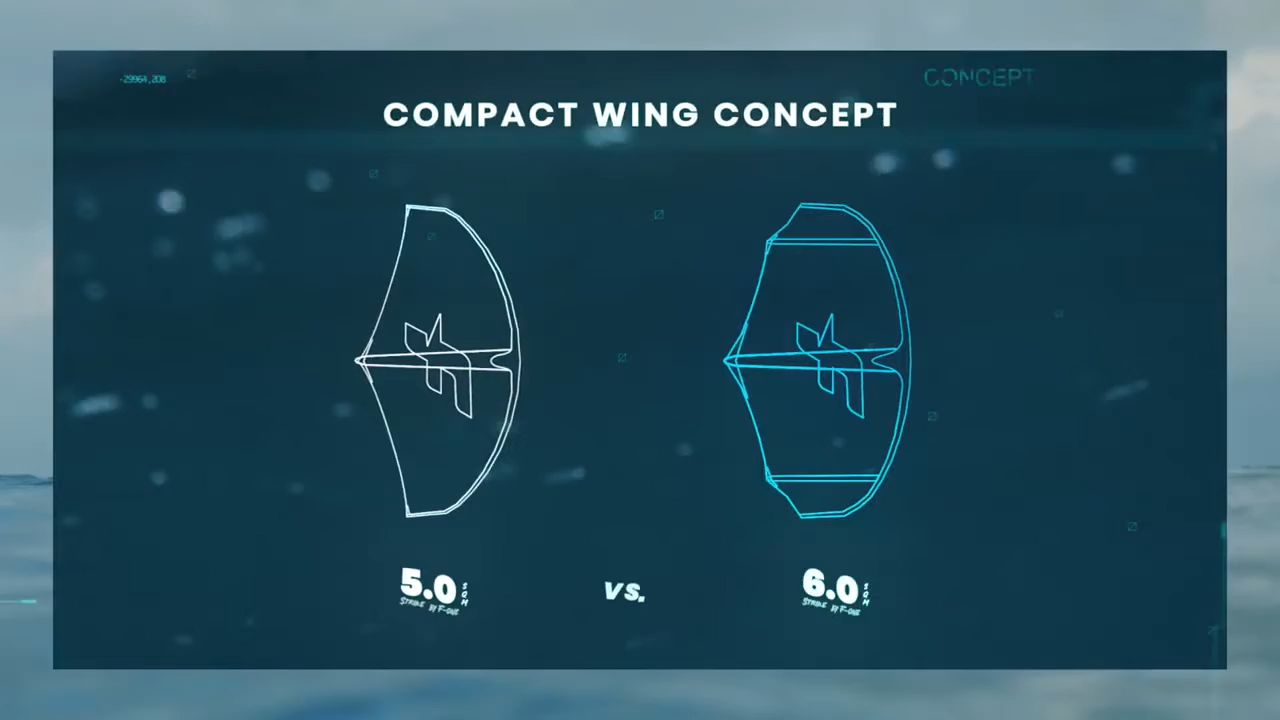 -29964,208
CONCEPT
COMPACT WING CONCEPT
5.0 SQM
STRIKE BY F-ONE
VS.
6.0 SQM
STRIKE BY F-ONE